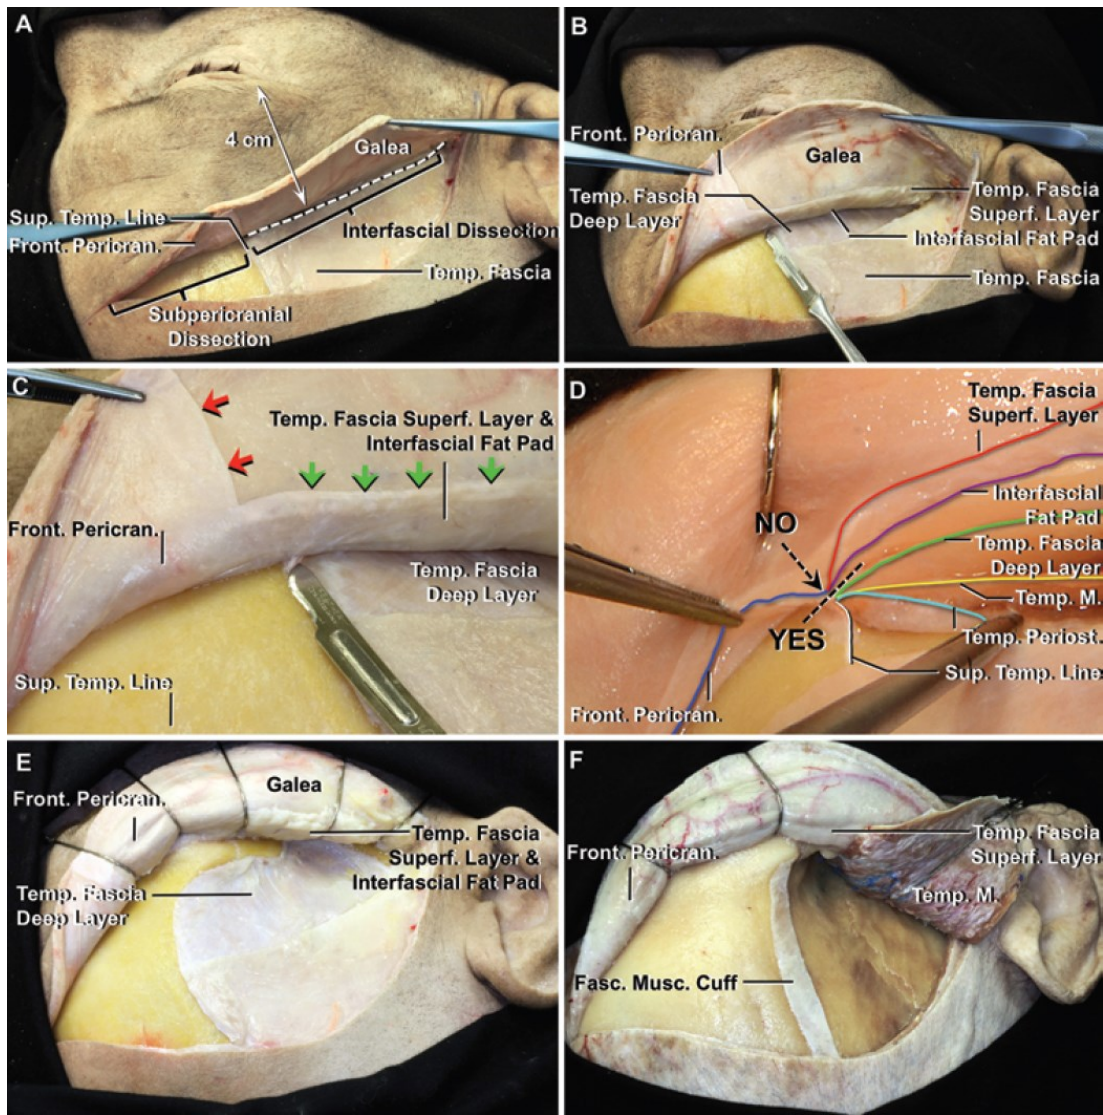 A
4 cm
Galea
Sup. Temp. Line
Front. Pericran.
Interfascial Dissection
Temp. Fascia
Subpericranial
Dissection
B
Front. Pericran.
Galea
Temp. Fascia
Deep Layer
Temp. Fascia
Superf. Layer
Interfascial Fat Pad
Temp. Fascia
C
Temp. Fascia Superf. Layer &
Interfascial Fat Pad
Front. Pericran.
Temp. Fascia
Deep Layer
Sup. Temp. Line
D
Temp. Fascia
Superf. Layer
Interfascial
Fat Pad
NO
Temp. Fascia
Deep Layer
Temp. M.
YES
Temp. Periost.
Sup. Temp. Line
Front. Pericran.
E
Galea
Front. Pericran.
Temp. Fascia
Superf. Layer &
Interfascial Fat Pad
Temp. Fascia
Deep Layer
F
Front. Pericran.
Temp. Fascia
Superf. Layer
Temp. M.
Fasc. Musc. Cuff